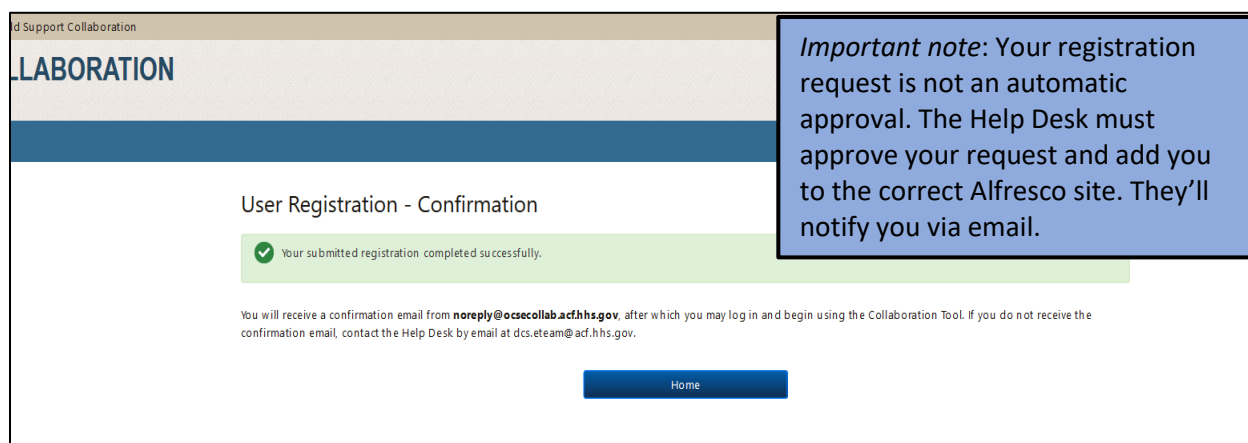 ld Support Collaboration
LLABORATION
Important note: Your registration
request is not an automatic
approval. The Help Desk must
approve your request and add you
to the correct Alfresco site. They’ll
notify you via email.
User Registration - Confirmation
Your submitted registration completed successfully.
You will receive a confirmation email from noreply@ocsecollab.acf.hhs.gov, after which you may log in and begin using the Collaboration Tool. If you do not receive the
confirmation email, contact the Help Desk by email at dcs.eteam@acf.hhs.gov.
Home